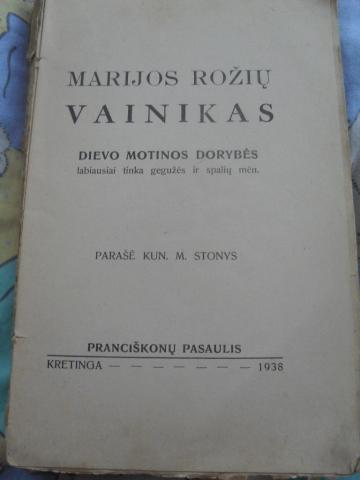 MARIJOS ROŽIŲ
VAINIKAS
DIEVO MOTINOS DORYBĖS
labiausiai tinka gegužės ir spalių mėn.
PARAŠĖ KUN. M. STONYS
PRANCIŠKONŲ PASAULIS
KRETINGA — — — — — — — 1938